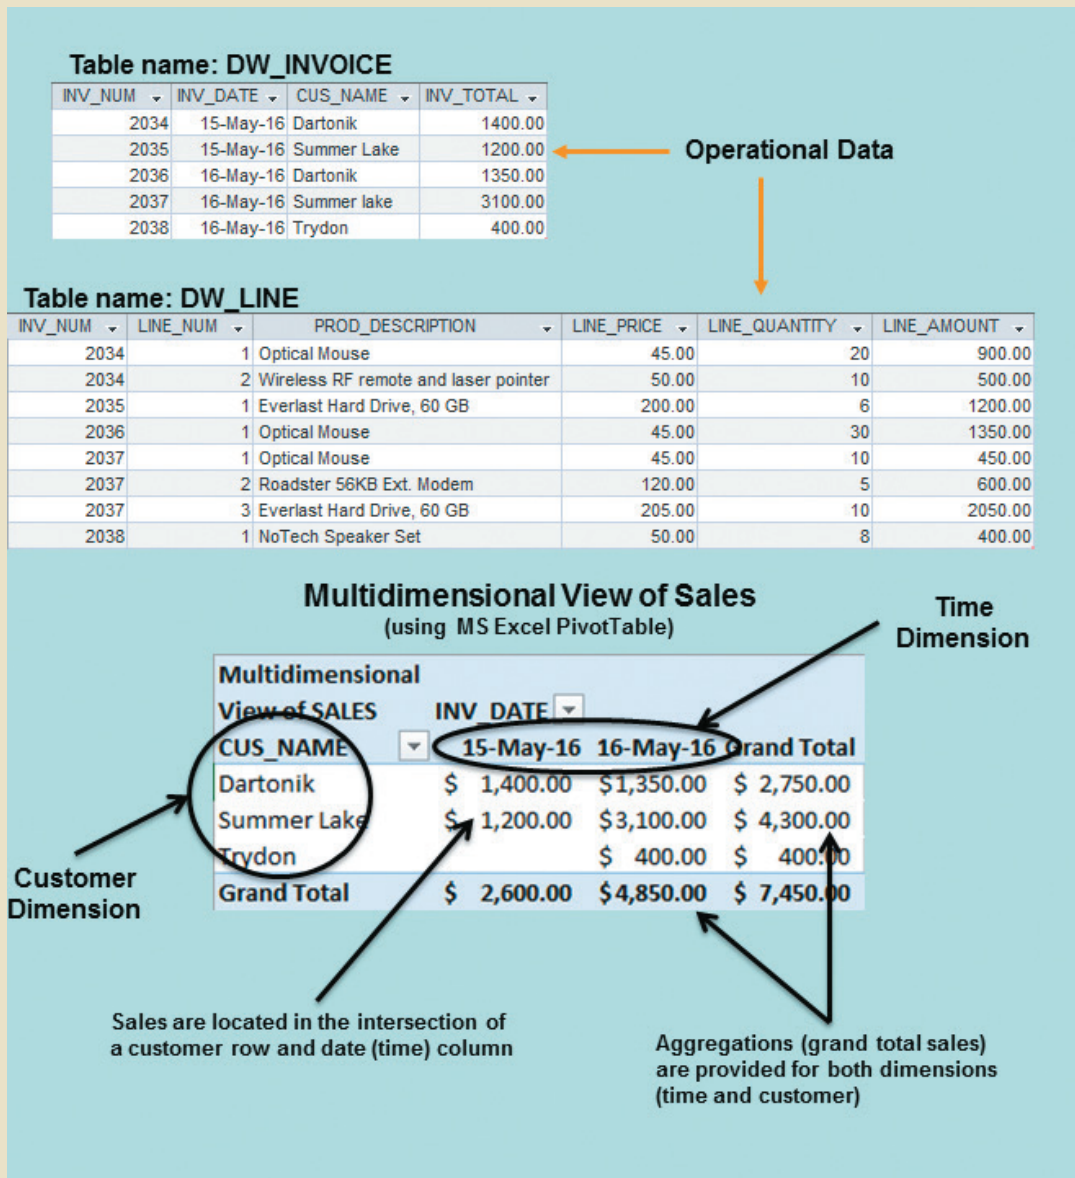 Table name: DW_INVOICE
INV_NUM INV_DATE CUS_NAME INV_TOTAL
2034 15-May-16 Dartonik 1400.00
2035 15-May-16 Summer Lake 1200.00
2036 16-May-16 Dartonik 1350.00
2037 16-May-16 Summer lake 3100.00
2038 16-May-16 Trydon 400.00
Operational Data
Table name: DW_LINE
INV_NUM LINE_NUM PROD_DESCRIPTION LINE_PRICE LINE_QUANTITY LINE_AMOUNT
2034 1 Optical Mouse 45.00 20 900.00
2034 2 Wireless RF remote and laser pointer 50.00 10 500.00
2035 1 Everlast Hard Drive, 60 GB 200.00 6 1200.00
2036 1 Optical Mouse 45.00 30 1350.00
2037 1 Optical Mouse 45.00 10 450.00
2037 2 Roadster 56KB Ext. Modem 120.00 5 600.00
2037 3 Everlast Hard Drive, 60 GB 205.00 10 2050.00
2038 1 NoTech Speaker Set 50.00 8 400.00
Multidimensional View of Sales
(using MS Excel PivotTable)
Time
Dimension
Multidimensional
View of SALES INV_DATE
CUS_NAME 15-May-16 16-May-16 Grand Total
Dartonik $ 1,400.00 $1,350.00 $ 2,750.00
Summer Lake $ 1,200.00 $3,100.00 $ 4,300.00
Trydon $ 400.00 $ 400.00
Grand Total $ 2,600.00 $4,850.00 $ 7,450.00
Customer
Dimension
Sales are located in the intersection of
a customer row and date (time) column
Aggregations (grand total sales)
are provided for both dimensions
(time and customer)